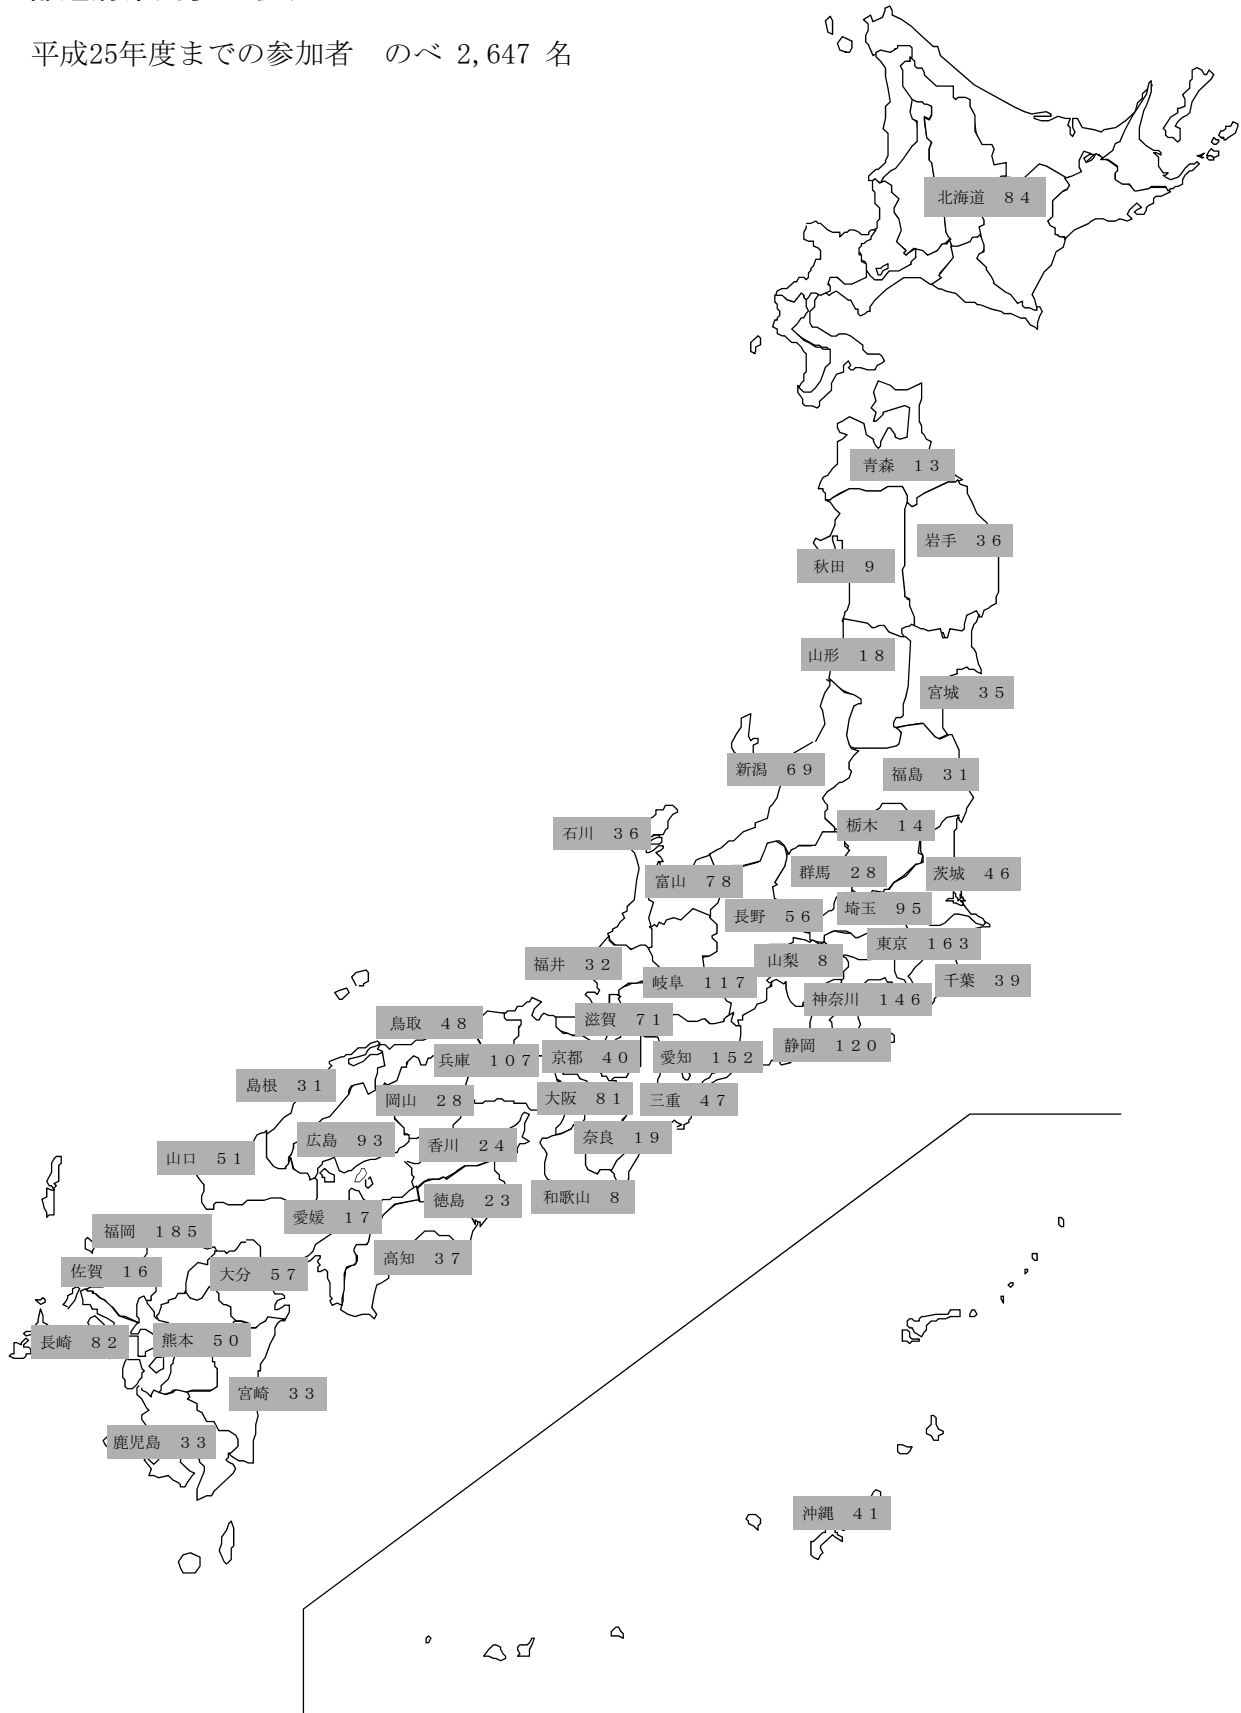 平成25年度までの参加者　のべ 2,647 名
北海道　８４
青森　１３
岩手　３６
秋田　９
山形　１８
宮城　３５
新潟　６９
福島　３１
栃木　１４
石川　３６
群馬　２８
茨城　４６
富山　７８
埼玉　９５
長野　５６
東京　１６３
山梨　８
福井　３２
岐阜　１１７
千葉　３９
神奈川　１４６
滋賀　７１
鳥取　４８
静岡　１２０
兵庫　１０７
京都　４０
愛知　１５２
島根　３１
岡山　２８
大阪　８１
三重　４７
広島　９３
香川　２４
奈良　１９
山口　５１
徳島　２３
和歌山　８
愛媛　１７
福岡　１８５
高知　３７
佐賀　１６
大分　５７
長崎　８２
熊本　５０
宮崎　３３
鹿児島　３３
沖縄　４１